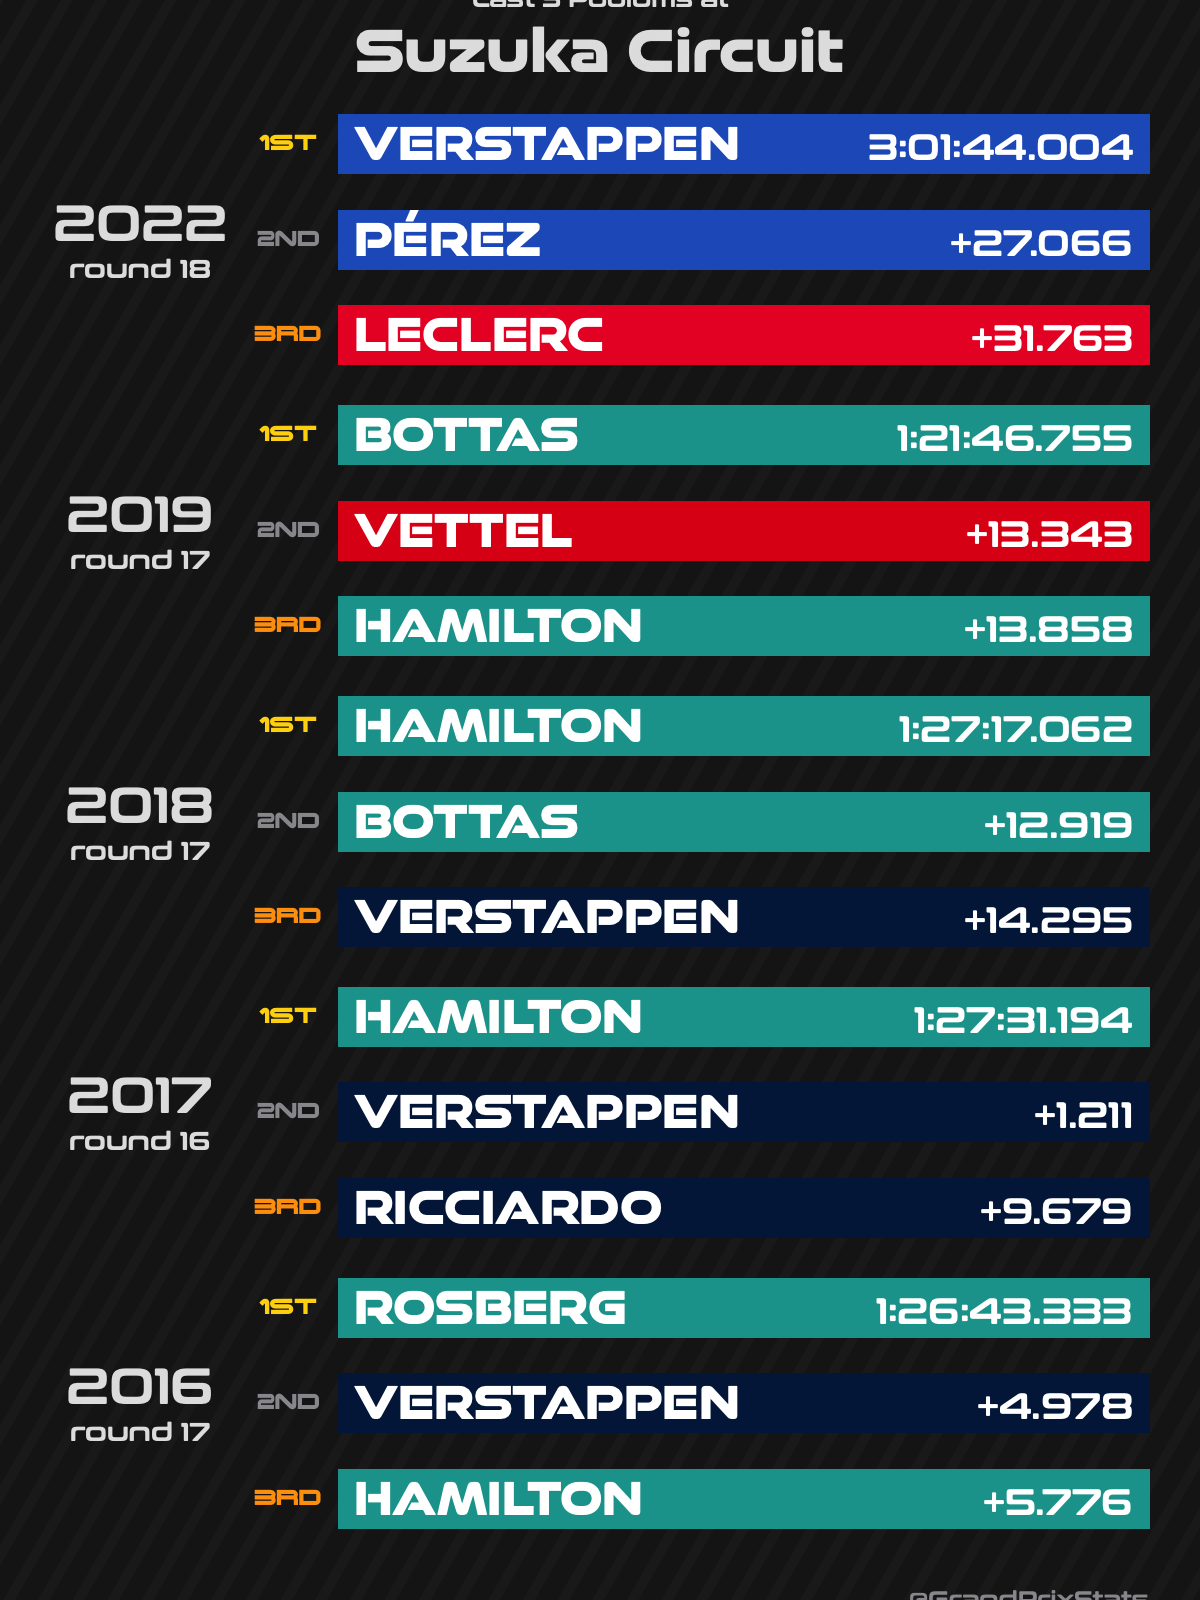 Last 5 Podiums at
Suzuka Circuit
1ST VERSTAPPEN 3:01:44.004
2022
round 18
2ND PÉREZ +27.066
3RD LECLERC +31.763
1ST BOTTAS 1:21:46.755
2019
round 17
2ND VETTEL +13.343
3RD HAMILTON +13.858
1ST HAMILTON 1:27:17.062
2018
round 17
2ND BOTTAS +12.919
3RD VERSTAPPEN +14.295
1ST HAMILTON 1:27:31.194
2017
round 16
2ND VERSTAPPEN +1.211
3RD RICCIARDO +9.679
1ST ROSBERG 1:26:43.333
2016
round 17
2ND VERSTAPPEN +4.978
3RD HAMILTON +5.776
@GrandPrixStats